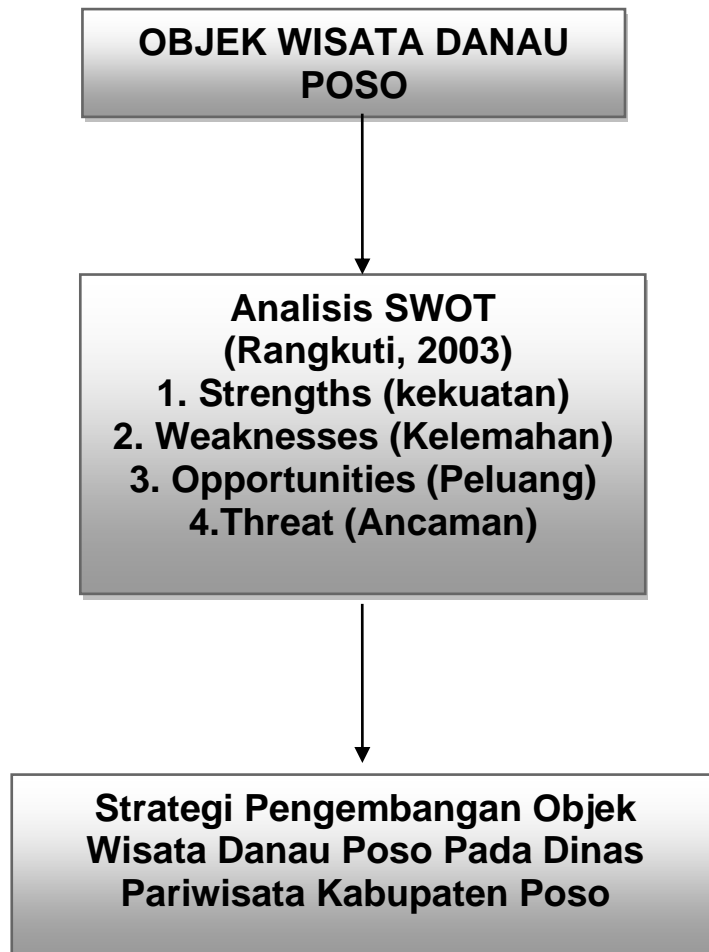 OBJEK WISATA DANAU
POSO
Analisis SWOT
(Rangkuti, 2003)
1. Strengths (kekuatan)
2. Weaknesses (Kelemahan)
3. Opportunities (Peluang)
4.Threat (Ancaman)
Strategi Pengembangan Objek
Wisata Danau Poso Pada Dinas
Pariwisata Kabupaten Poso